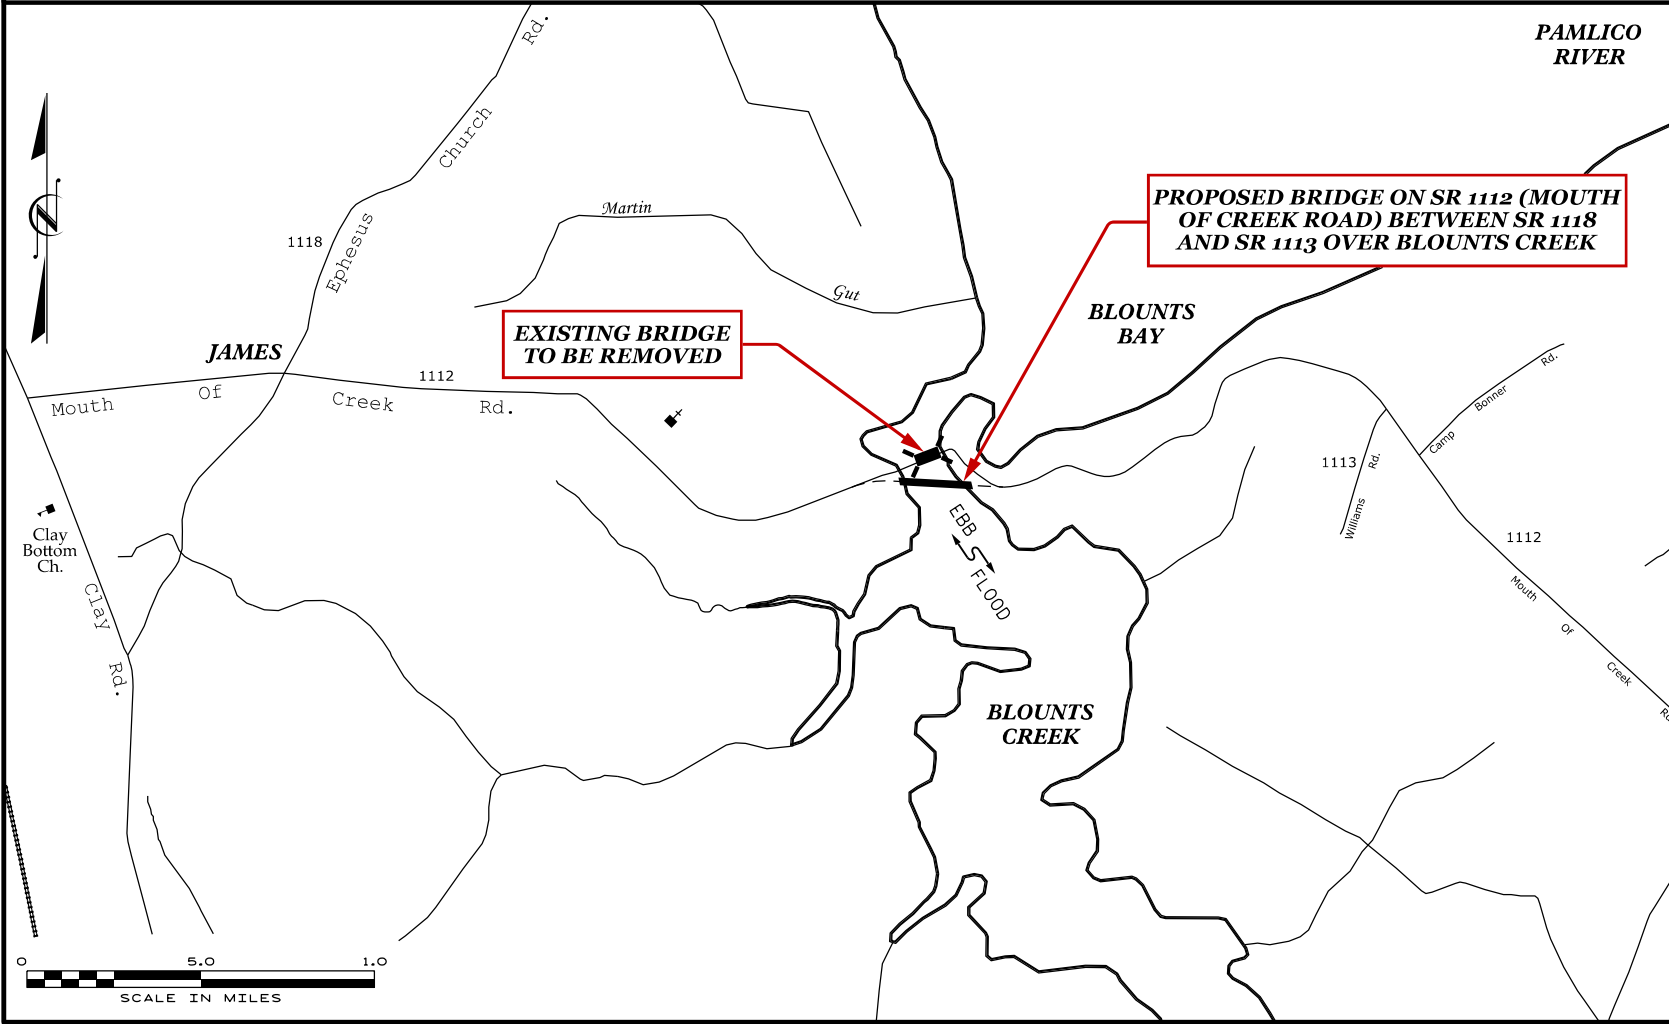 PAMLICO
RIVER
Rd.
Church
Ephesus
1118
Martin
Gut
PROPOSED BRIDGE ON SR 1112 (MOUTH
OF CREEK ROAD) BETWEEN SR 1118
AND SR 1113 OVER BLOUNTS CREEK
N
BLOUNTS
BAY
EXISTING BRIDGE
TO BE REMOVED
JAMES
1112
Mouth Of Creek Rd.
Camp Bonner Rd.
1113
Williams Rd.
Clay
Bottom
Ch.
EBB
FLOOD
1112
Mouth Of Creek
Clay Rd.
BLOUNTS
CREEK
0 5.0 1.0
SCALE IN MILES